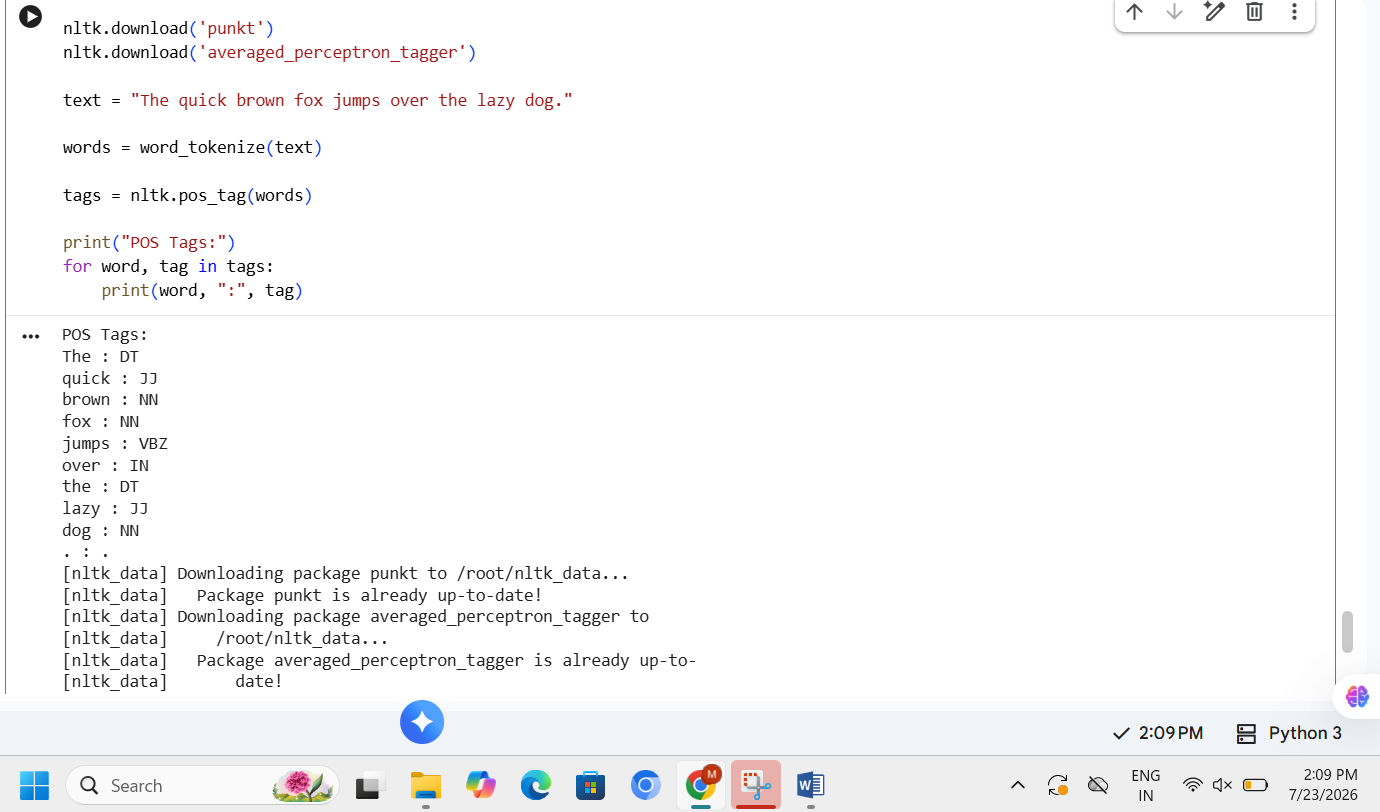 nltk.download('punkt')
nltk.download('averaged_perceptron_tagger')
text = "The quick brown fox jumps over the lazy dog."
words = word_tokenize(text)
tags = nltk.pos_tag(words)
print("POS Tags:")
for word, tag in tags:
    print(word, ":", tag)
POS Tags:
The : DT
quick : JJ
brown : NN
fox : NN
jumps : VBZ
over : IN
the : DT
lazy : JJ
dog : NN
. : .
[nltk_data] Downloading package punkt to /root/nltk_data...
[nltk_data]   Package punkt is already up-to-date!
[nltk_data] Downloading package averaged_perceptron_tagger to
[nltk_data]     /root/nltk_data...
[nltk_data]   Package averaged_perceptron_tagger is already up-to-
[nltk_data]       date!
2:09 PM
Python 3
Search
M
W
ENG
IN
2:09 PM
7/23/2026